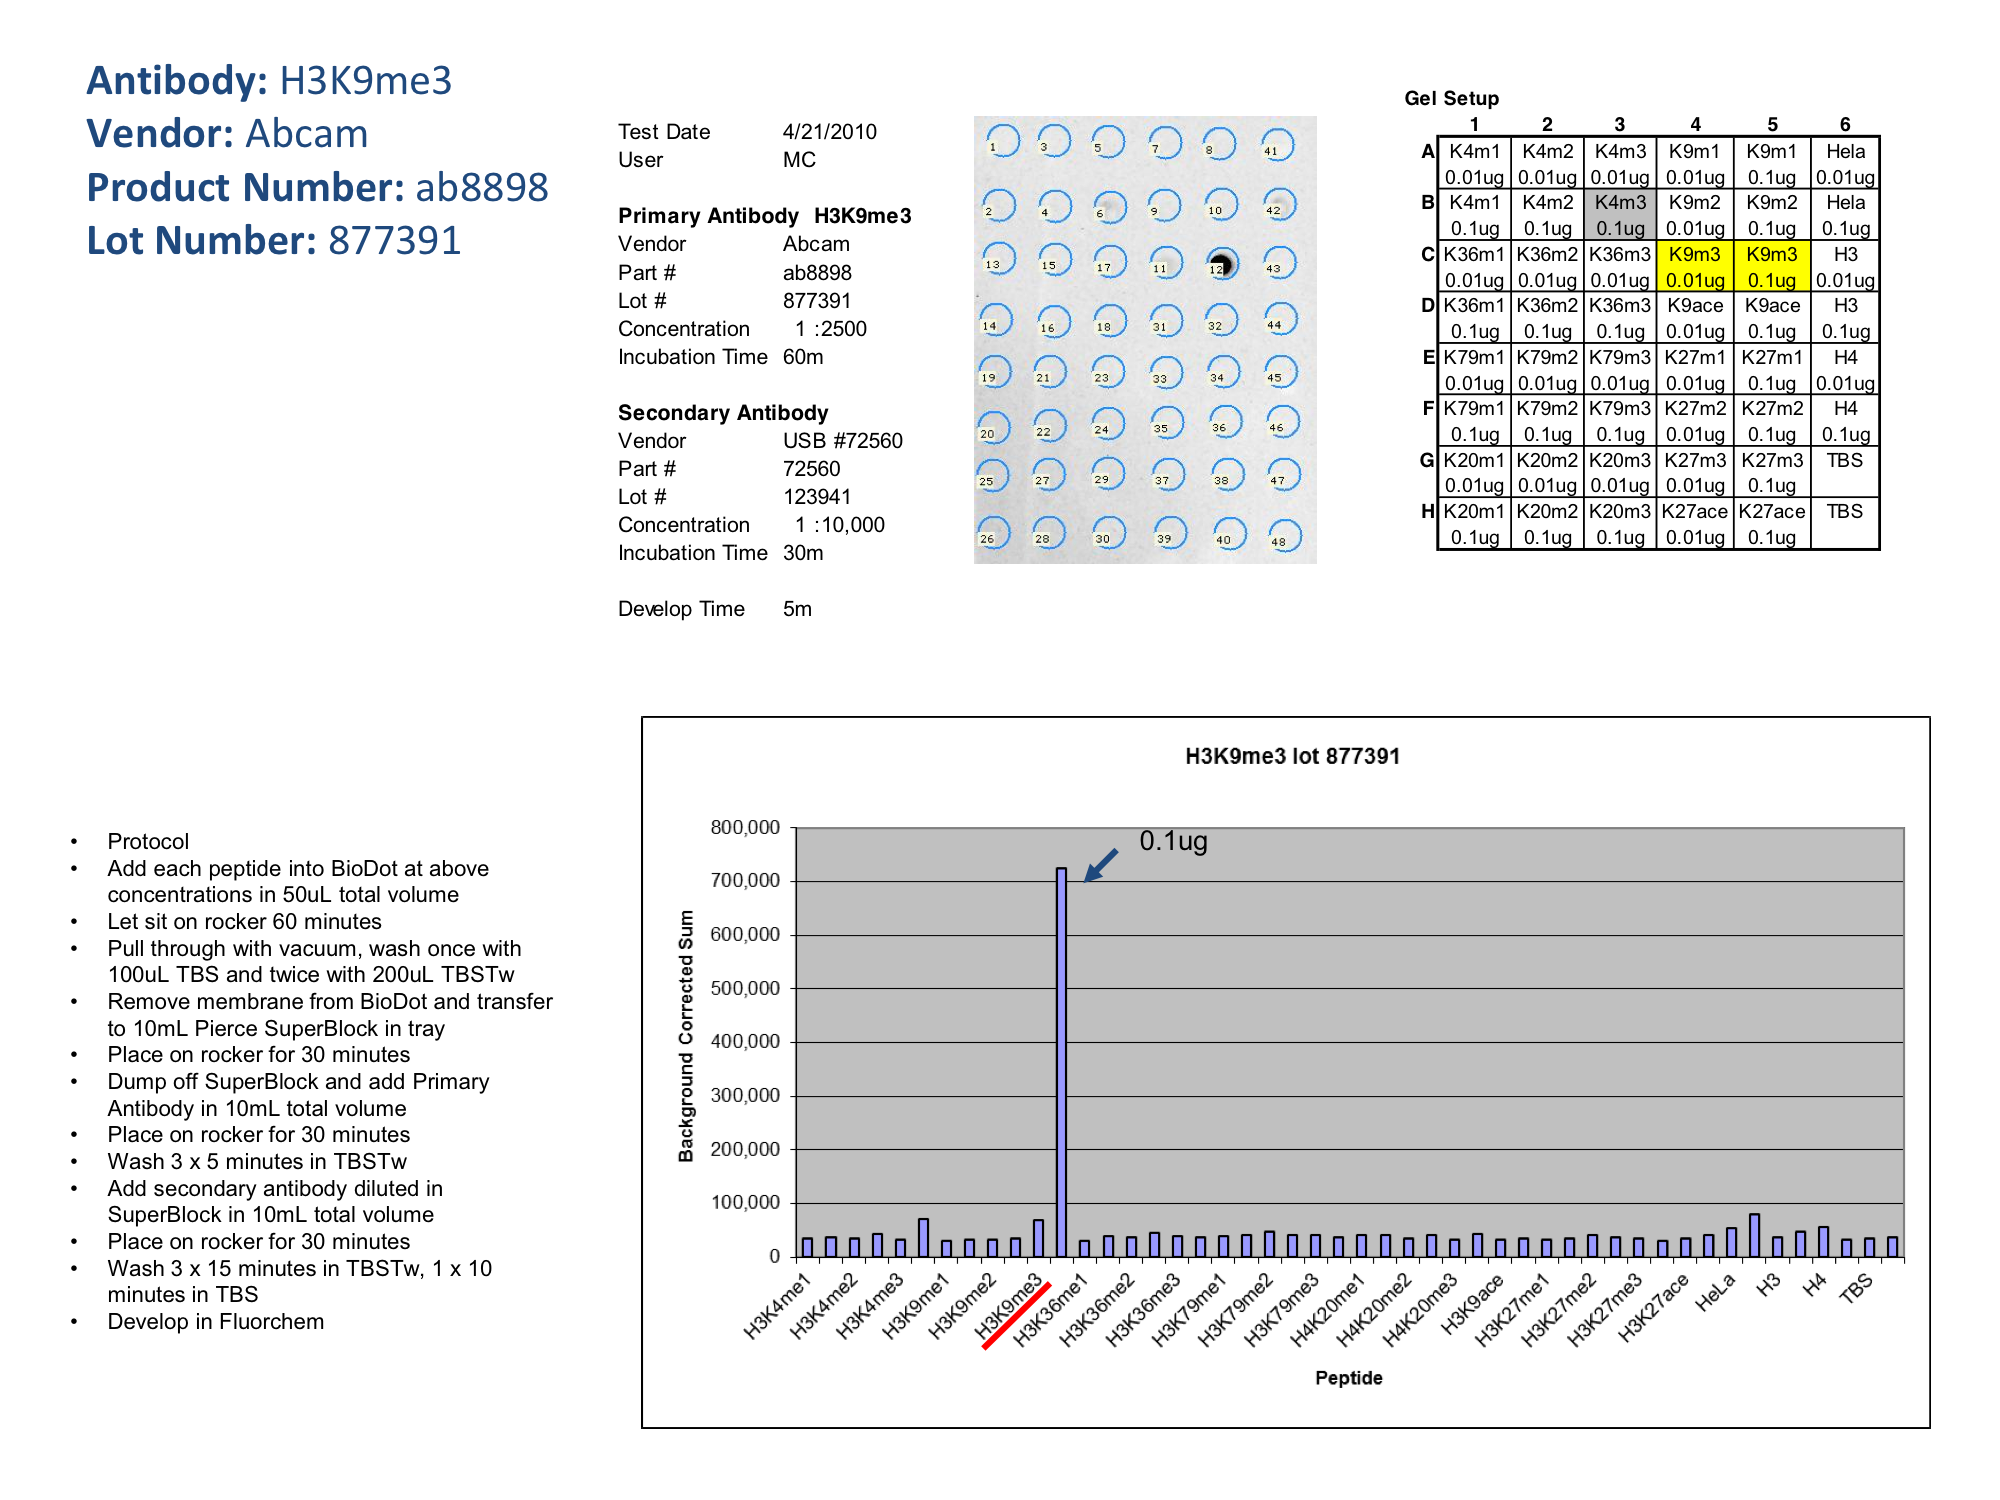 Antibody: H3K9me3
Vendor: Abcam
Product Number: ab8898
Lot Number: 877391
Test Date 4/21/2010
User MC
Primary Antibody H3K9me3
Vendor Abcam
Part # ab8898
Lot # 877391
Concentration 1 :2500
Incubation Time 60m
Secondary Antibody
Vendor USB #72560
Part # 72560
Lot # 123941
Concentration 1 :10,000
Incubation Time 30m
Develop Time 5m
1 3 5 7 8 41
2 4 6 9 10 42
13 15 17 11 12 43
14 16 18 31 32 44
19 21 23 33 34 45
20 22 24 35 36 46
25 27 29 37 38 47
26 28 30 39 40 48
Gel Setup
1 2 3 4 5 6
A K4m1 K4m2 K4m3 K9m1 K9m1 Hela
0.01ug 0.01ug 0.01ug 0.01ug 0.1ug 0.01ug
B K4m1 K4m2 K4m3 K9m2 K9m2 Hela
0.1ug 0.1ug 0.1ug 0.01ug 0.1ug 0.1ug
C K36m1 K36m2 K36m3 K9m3 K9m3 H3
0.01ug 0.01ug 0.01ug 0.01ug 0.1ug 0.01ug
D K36m1 K36m2 K36m3 K9ace K9ace H3
0.1ug 0.1ug 0.1ug 0.01ug 0.1ug 0.1ug
E K79m1 K79m2 K79m3 K27m1 K27m1 H4
0.01ug 0.01ug 0.01ug 0.01ug 0.1ug 0.01ug
F K79m1 K79m2 K79m3 K27m2 K27m2 H4
0.1ug 0.1ug 0.1ug 0.01ug 0.1ug 0.1ug
G K20m1 K20m2 K20m3 K27m3 K27m3 TBS
0.01ug 0.01ug 0.01ug 0.01ug 0.1ug
H K20m1 K20m2 K20m3 K27ace K27ace TBS
0.1ug 0.1ug 0.1ug 0.01ug 0.1ug
• Protocol
• Add each peptide into BioDot at above
concentrations in 50uL total volume
• Let sit on rocker 60 minutes
• Pull through with vacuum, wash once with
100uL TBS and twice with 200uL TBSTw
• Remove membrane from BioDot and transfer
to 10mL Pierce SuperBlock in tray
• Place on rocker for 30 minutes
• Dump off SuperBlock and add Primary
Antibody in 10mL total volume
• Place on rocker for 30 minutes
• Wash 3 x 5 minutes in TBSTw
• Add secondary antibody diluted in
SuperBlock in 10mL total volume
• Place on rocker for 30 minutes
• Wash 3 x 15 minutes in TBSTw, 1 x 10
minutes in TBS
• Develop in Fluorchem
H3K9me3 lot 877391
0.1ug
Background Corrected Sum
800,000
700,000
600,000
500,000
400,000
300,000
200,000
100,000
0
H3K4me1
H3K4me2
H3K4me3
H3K9me1
H3K9me2
H3K9me3
H3K36me1
H3K36me2
H3K36me3
H3K79me1
H3K79me2
H3K79me3
H4K20me1
H4K20me2
H4K20me3
H3K9ace
H3K27me1
H3K27me2
H3K27me3
H3K27ace
HeLa
H3
H4
TBS
Peptide